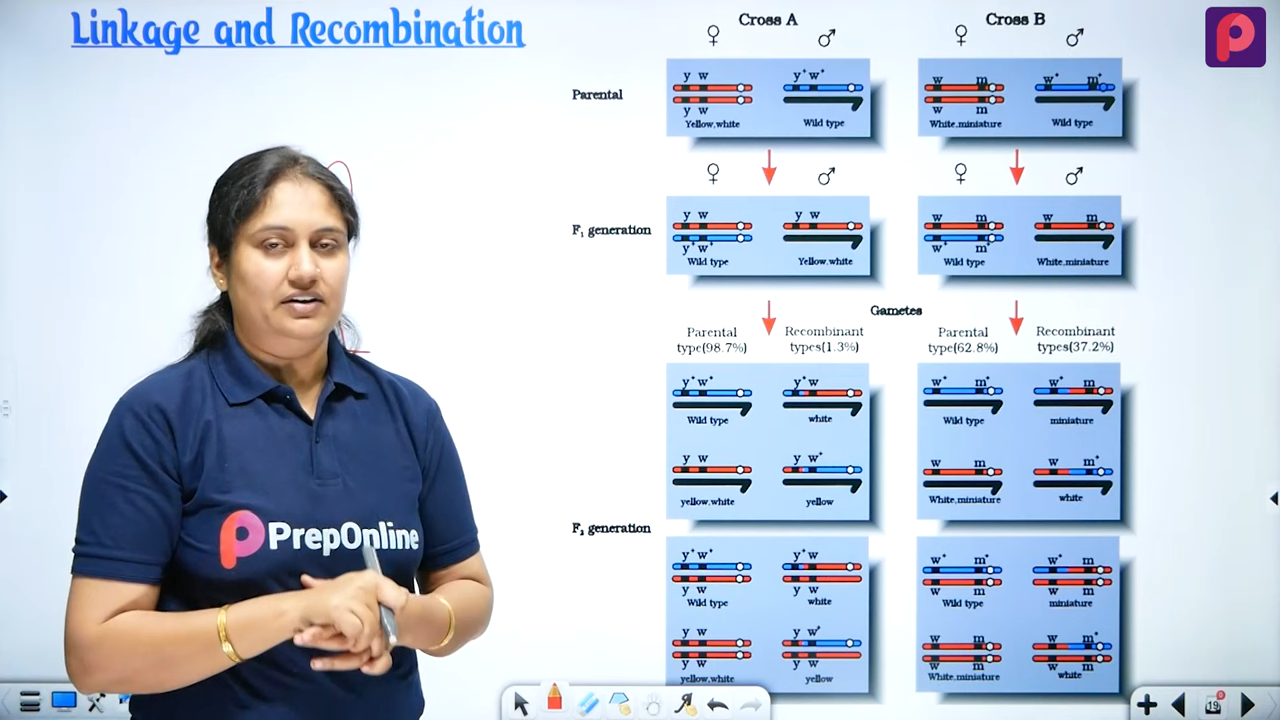 Linkage and Recombination
Cross A
Cross B
♀ ♂ ♀ ♂
Parental
y w y⁺ w⁺
y w
Yellow,white Wild type
w m w⁺ m⁺
w m
White,miniature Wild type
♀ ♂ ♀ ♂
F₁ generation
y w y w
y⁺ w⁺
Wild type Yellow,white
w m w m
w⁺ m⁺
Wild type White,miniature
Gametes
Parental type(98.7%)
Recombinant types(1.3%)
Parental type(62.8%)
Recombinant types(37.2%)
F₂ generation
y⁺ w⁺ y w
Wild type white
y w y w⁺
yellow,white yellow
w⁺ m⁺ w⁺ m
Wild type miniature
w m w m⁺
White,miniature white
y⁺ w⁺ y⁺ w
y w y w
Wild type white
y w y w⁺
y w y w
yellow,white yellow
w⁺ m⁺ w⁺ m
w m w m
Wild type miniature
w m w m⁺
w m w m
White,miniature white
PrepOnline
19